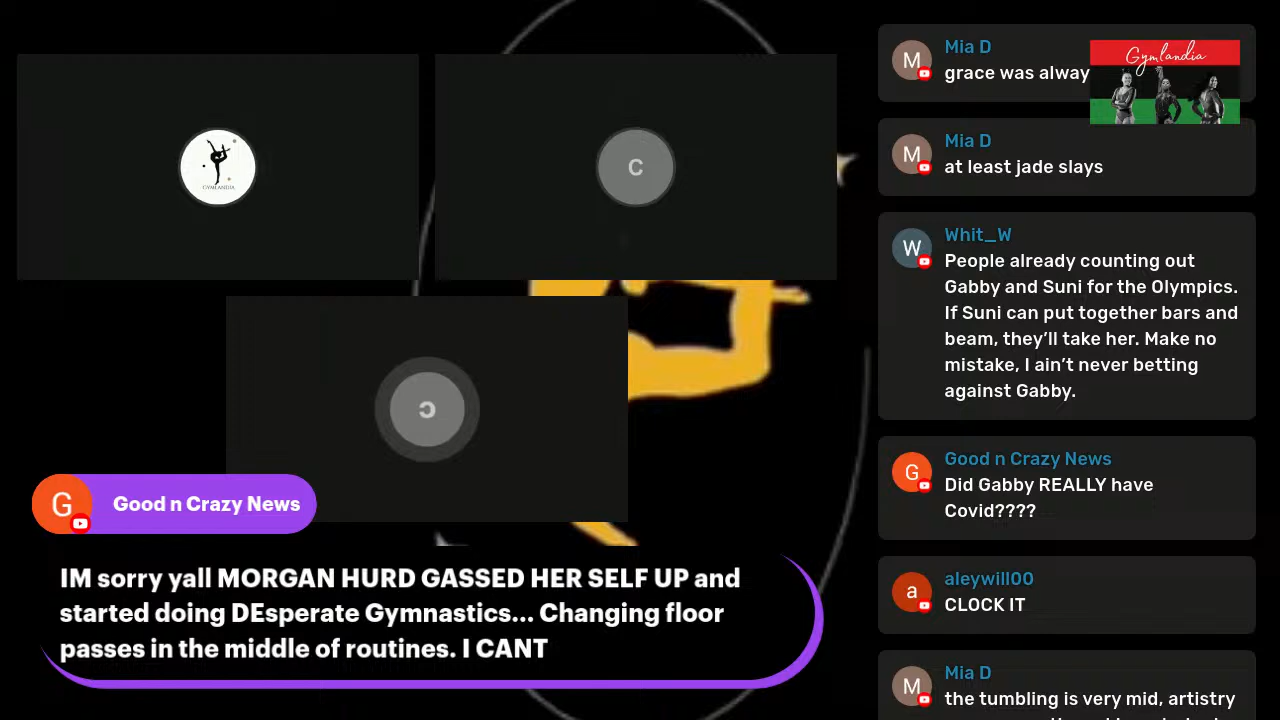 GYMLANDIA
C
C
Good n Crazy News
G
IM sorry yall MORGAN HURD GASSED HER SELF UP and
started doing DEsperate Gymnastics... Changing floor
passes in the middle of routines. I CANT
M
Mia D
grace was alway
Gymlandia
M
Mia D
at least jade slays
W
Whit_W
People already counting out
Gabby and Suni for the Olympics.
If Suni can put together bars and
beam, they'll take her. Make no
mistake, I ain't never betting
against Gabby.
G
Good n Crazy News
Did Gabby REALLY have
Covid????
a
aleywill00
CLOCK IT
M
Mia D
the tumbling is very mid, artistry